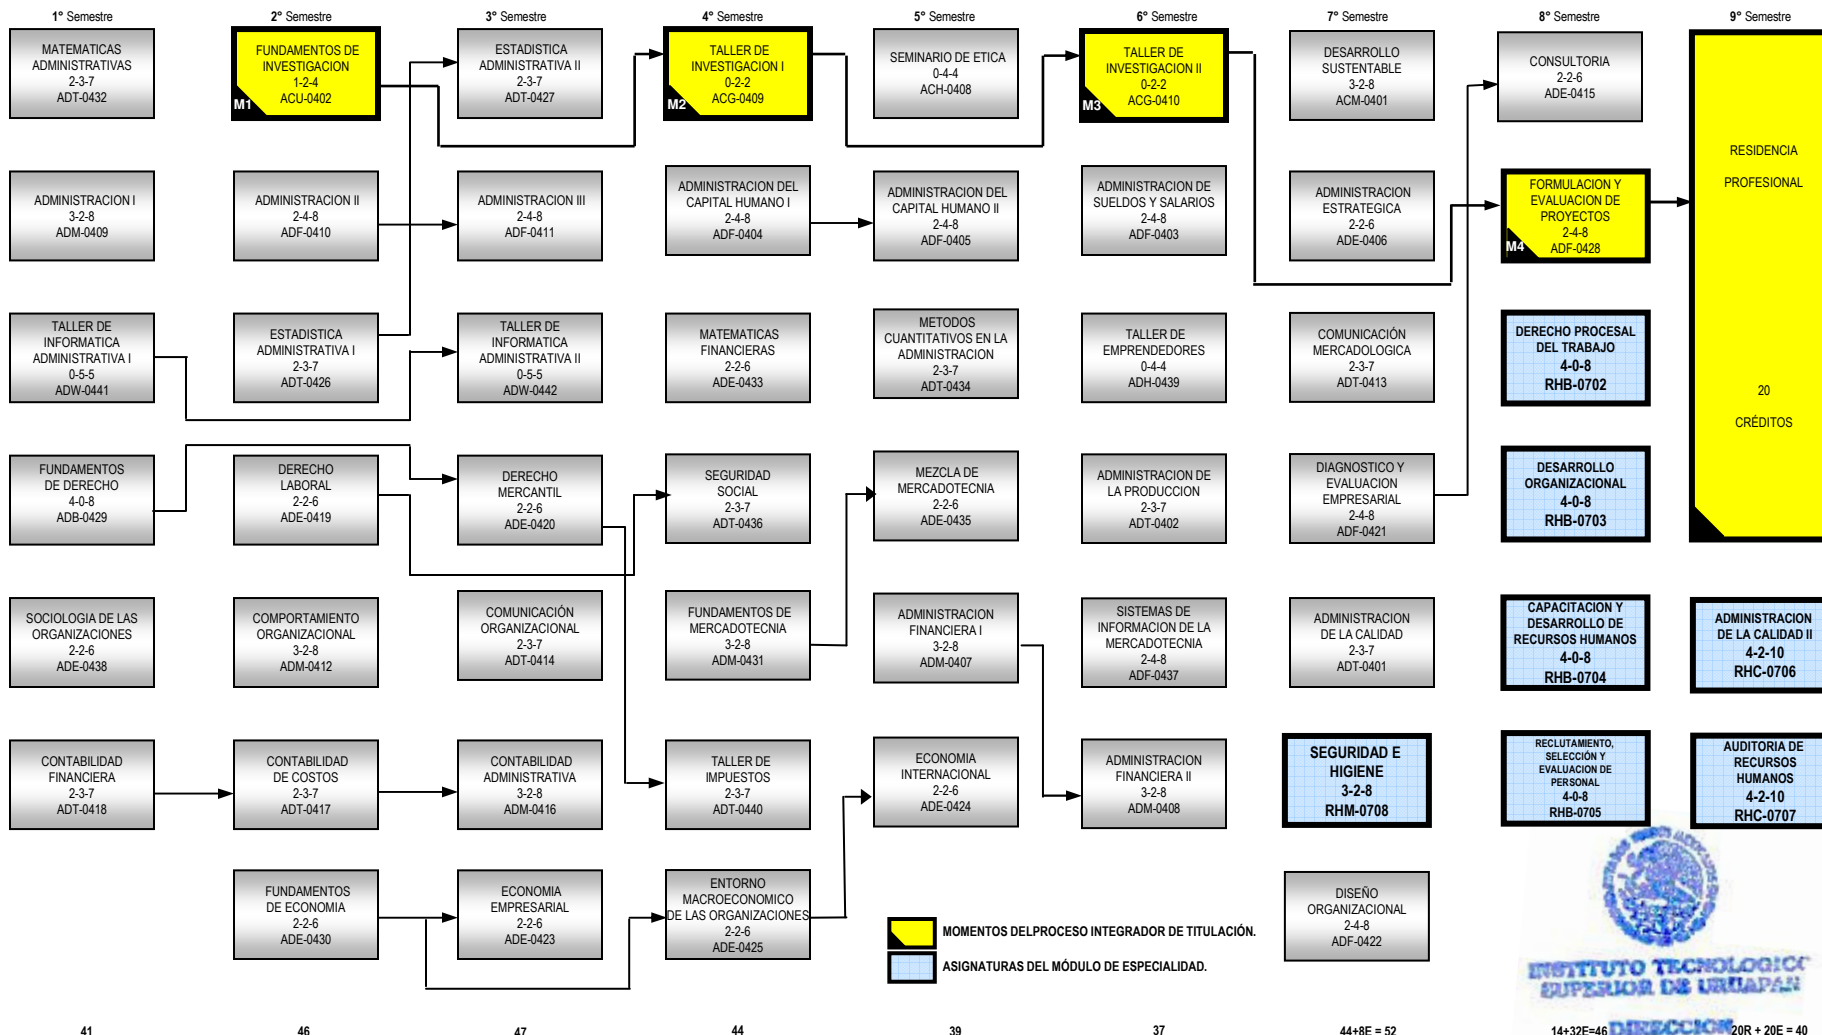 1° Semestre
MATEMATICAS
ADMINISTRATIVAS
2-3-7
ADT-0432
ADMINISTRACION I
3-2-8
ADM-0409
TALLER DE
INFORMATICA
ADMINISTRATIVA I
0-5-5
ADW-0441
FUNDAMENTOS
DE DERECHO
4-0-8
ADB-0429
SOCIOLOGIA DE LAS
ORGANIZACIONES
2-2-6
ADE-0438
CONTABILIDAD
FINANCIERA
2-3-7
ADT-0418
41
2° Semestre
FUNDAMENTOS DE
INVESTIGACION
1-2-4
ACU-0402
M1
ADMINISTRACION II
2-4-8
ADF-0410
ESTADISTICA
ADMINISTRATIVA I
2-3-7
ADT-0426
DERECHO
LABORAL
2-2-6
ADE-0419
COMPORTAMIENTO
ORGANIZACIONAL
3-2-8
ADM-0412
CONTABILIDAD
DE COSTOS
2-3-7
ADT-0417
FUNDAMENTOS
DE ECONOMIA
2-2-6
ADE-0430
46
3° Semestre
ESTADISTICA
ADMINISTRATIVA II
2-3-7
ADT-0427
ADMINISTRACION III
2-4-8
ADF-0411
TALLER DE
INFORMATICA
ADMINISTRATIVA II
0-5-5
ADW-0442
DERECHO
MERCANTIL
2-2-6
ADE-0420
COMUNICACIÓN
ORGANIZACIONAL
2-3-7
ADT-0414
CONTABILIDAD
ADMINISTRATIVA
3-2-8
ADM-0416
ECONOMIA
EMPRESARIAL
2-2-6
ADE-0423
47
4° Semestre
TALLER DE
INVESTIGACION I
0-2-2
ACG-0409
M2
ADMINISTRACION DEL
CAPITAL HUMANO I
2-4-8
ADF-0404
MATEMATICAS
FINANCIERAS
2-2-6
ADE-0433
SEGURIDAD
SOCIAL
2-3-7
ADT-0436
FUNDAMENTOS DE
MERCADOTECNIA
3-2-8
ADM-0431
TALLER DE
IMPUESTOS
2-3-7
ADT-0440
ENTORNO
MACROECONOMICO
DE LAS ORGANIZACIONES
2-2-6
ADE-0425
44
5° Semestre
SEMINARIO DE ETICA
0-4-4
ACH-0408
ADMINISTRACION DEL
CAPITAL HUMANO II
2-4-8
ADF-0405
METODOS
CUANTITATIVOS EN LA
ADMINISTRACION
2-3-7
ADT-0434
MEZCLA DE
MERCADOTECNIA
2-2-6
ADE-0435
ADMINISTRACION
FINANCIERA I
3-2-8
ADM-0407
ECONOMIA
INTERNACIONAL
2-2-6
ADE-0424
39
6° Semestre
TALLER DE
INVESTIGACION II
0-2-2
ACG-0410
M3
ADMINISTRACION DE
SUELDOS Y SALARIOS
2-4-8
ADF-0403
TALLER DE
EMPRENDEDORES
0-4-4
ADH-0439
ADMINISTRACION DE
LA PRODUCCION
2-3-7
ADT-0402
SISTEMAS DE
INFORMACION DE LA
MERCADOTECNIA
2-4-8
ADF-0437
ADMINISTRACION
FINANCIERA II
3-2-8
ADM-0408
37
7° Semestre
DESARROLLO
SUSTENTABLE
3-2-8
ACM-0401
ADMINISTRACION
ESTRATEGICA
2-2-6
ADE-0406
COMUNICACIÓN
MERCADOLOGICA
2-3-7
ADT-0413
DIAGNOSTICO Y
EVALUACION
EMPRESARIAL
2-4-8
ADF-0421
ADMINISTRACION
DE LA CALIDAD
2-3-7
ADT-0401
SEGURIDAD E
HIGIENE
3-2-8
RHM-0708
DISEÑO
ORGANIZACIONAL
2-4-8
ADF-0422
44+8E = 52
8° Semestre
CONSULTORIA
2-2-6
ADE-0415
FORMULACION Y
EVALUACION DE
PROYECTOS
2-4-8
ADF-0428
M4
DERECHO PROCESAL
DEL TRABAJO
4-0-8
RHB-0702
DESARROLLO
ORGANIZACIONAL
4-0-8
RHB-0703
CAPACITACION Y
DESARROLLO DE
RECURSOS HUMANOS
4-0-8
RHB-0704
RECLUTAMIENTO,
SELECCIÓN Y
EVALUACION DE
PERSONAL
4-0-8
RHB-0705
14+32E=46
9° Semestre
RESIDENCIA
PROFESIONAL
20
CRÉDITOS
ADMINISTRACION
DE LA CALIDAD II
4-2-10
RHC-0706
AUDITORIA DE
RECURSOS
HUMANOS
4-2-10
RHC-0707
20R + 20E = 40
MOMENTOS DELPROCESO INTEGRADOR DE TITULACIÓN.
ASIGNATURAS DEL MÓDULO DE ESPECIALIDAD.
INSTITUTO TECNOLOGICO
SUPERIOR DE URUAPAN
DIRECCION